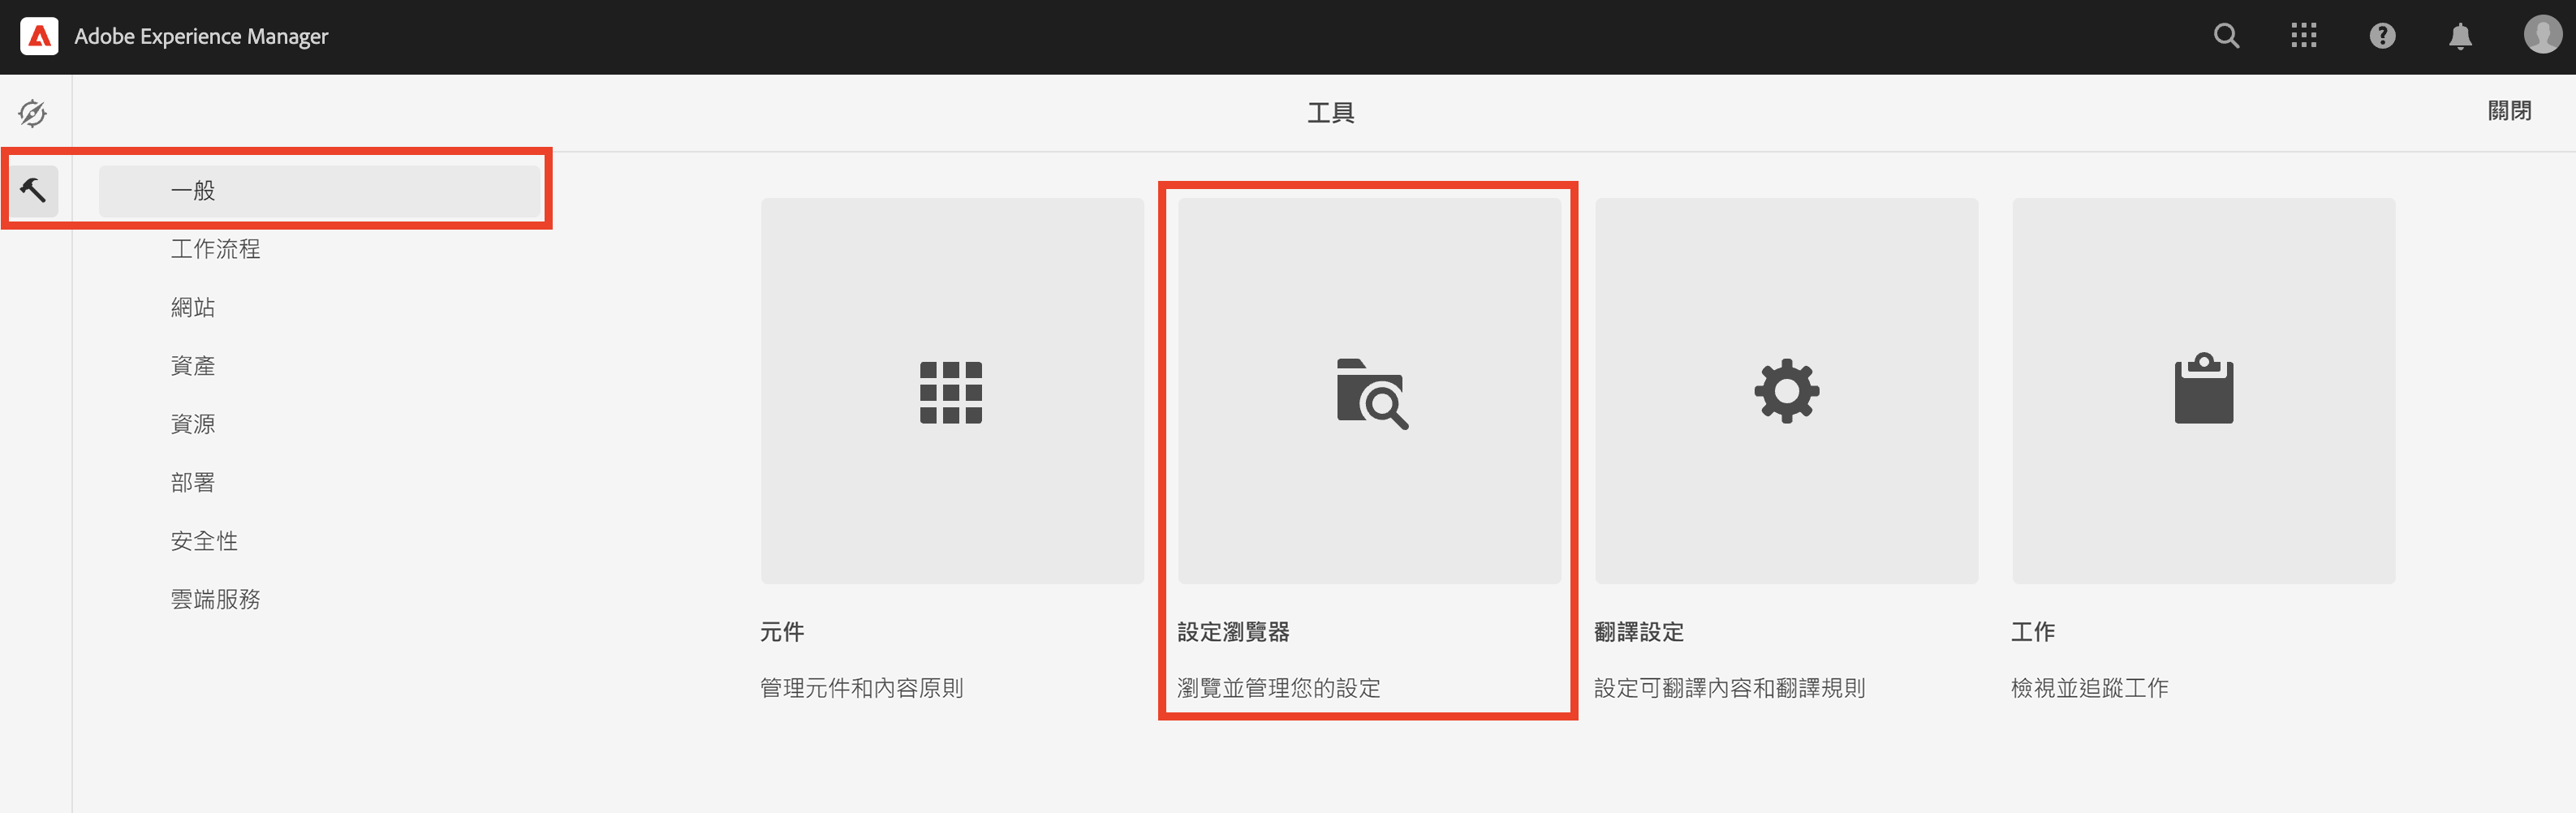 Adobe Experience Manager
工具
關閉
一般
工作流程
網站
資產
資源
部署
安全性
雲端服務
元件
管理元件和內容原則
設定瀏覽器
瀏覽並管理您的設定
翻譯設定
設定可翻譯內容和翻譯規則
工作
檢視並追蹤工作